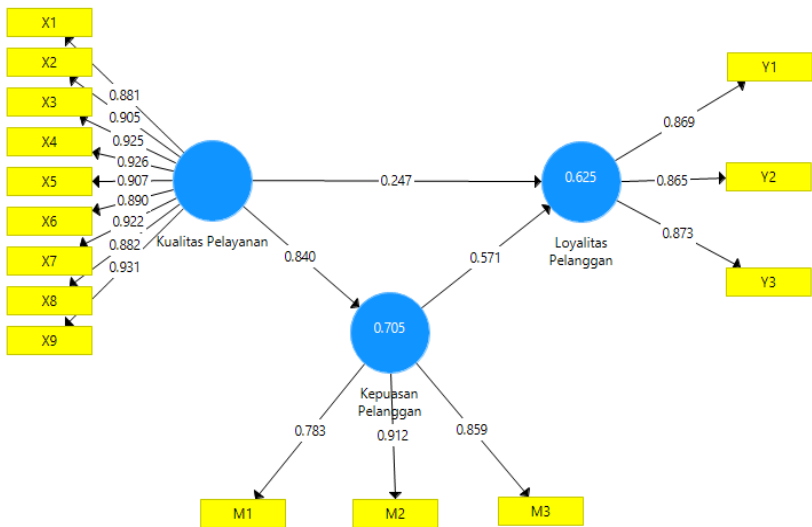 X1
X2
X3
X4
X5
X6
X7
X8
X9
0.881
0.905
0.925
0.926
0.907
0.890
0.922
0.882
0.931
Kualitas Pelayanan
0.247
0.840
0.571
0.625
Loyalitas
Pelanggan
0.869
0.865
0.873
Y1
Y2
Y3
0.705
Kepuasan
Pelanggan
0.783
0.912
0.859
M1
M2
M3